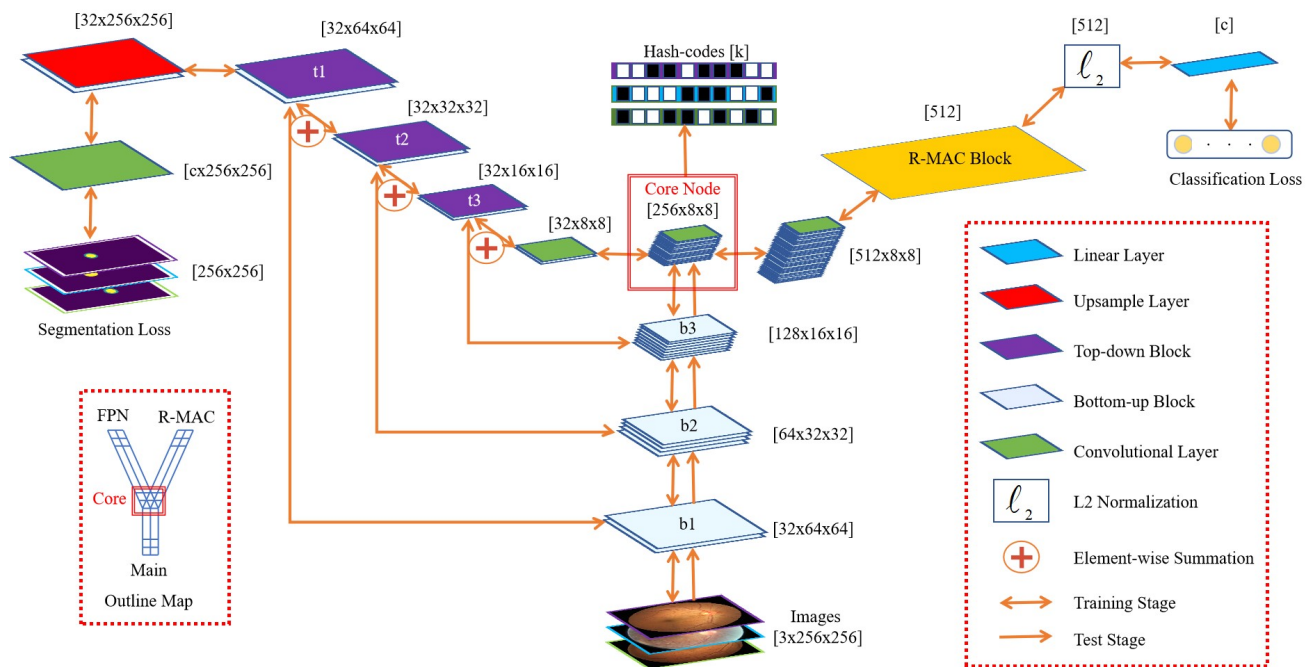 [32x256x256]
[32x64x64]
t1
[32x32x32]
t2
[32x16x16]
t3
[32x8x8]
[cx256x256]
[256x256]
Segmentation Loss
Hash-codes [k]
Core Node
[256x8x8]
[512x8x8]
[512]
R-MAC Block
[512]
ℓ2
[c]
. . .
Classification Loss
b3
[128x16x16]
b2
[64x32x32]
b1
[32x64x64]
Images
[3x256x256]
FPN R-MAC
Core
Main
Outline Map
Linear Layer
Upsample Layer
Top-down Block
Bottom-up Block
Convolutional Layer
ℓ2 L2 Normalization
Element-wise Summation
Training Stage
Test Stage